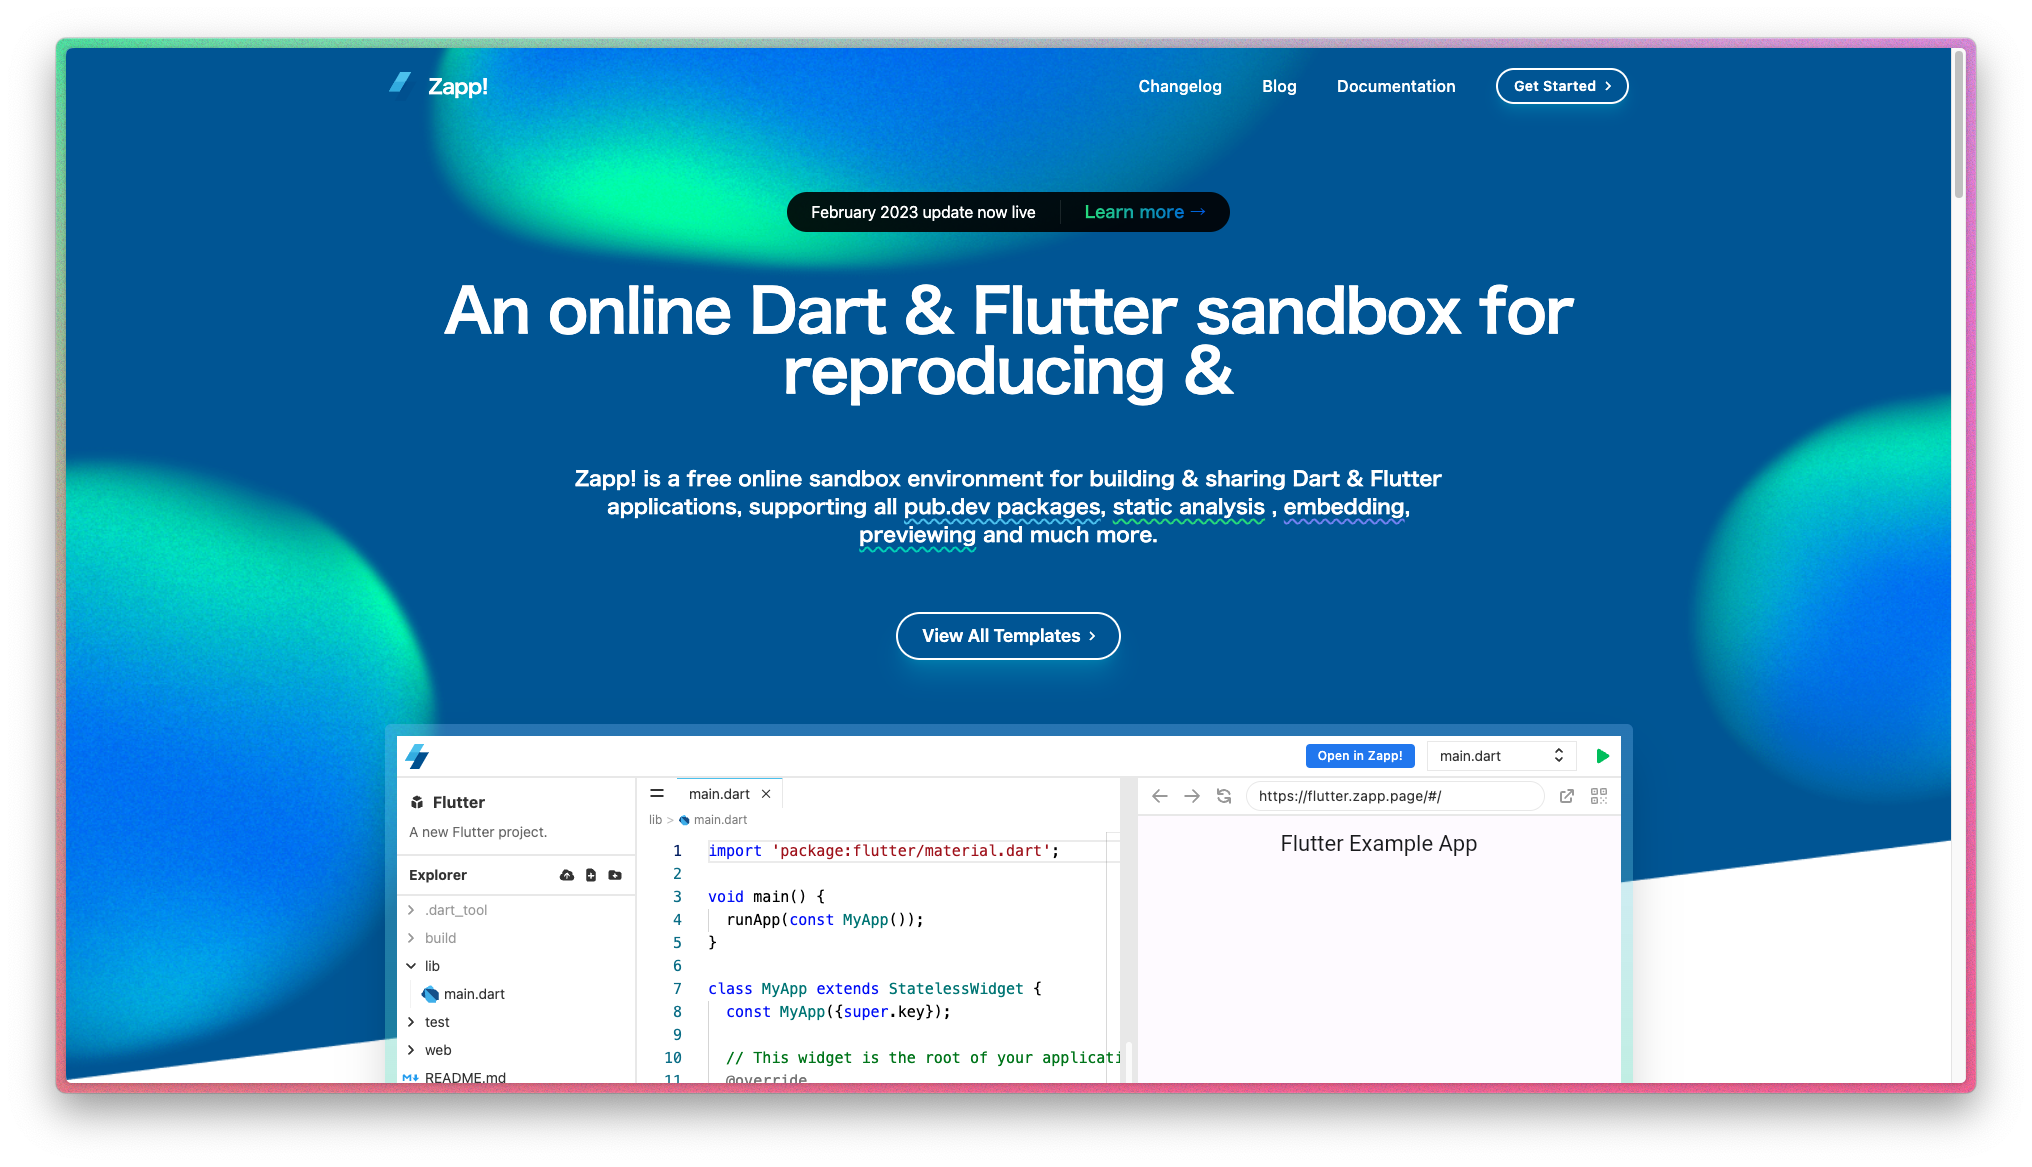 Zapp!
Changelog
Blog
Documentation
Get Started
February 2023 update now live
Learn more →
An online Dart & Flutter sandbox for
reproducing &
Zapp! is a free online sandbox environment for building & sharing Dart & Flutter
applications, supporting all pub.dev packages, static analysis , embedding,
previewing and much more.
View All Templates
Open in Zapp!
main.dart
Flutter
A new Flutter project.
Explorer
.dart_tool
build
lib
main.dart
test
web
README.md
main.dart
lib > main.dart
1 import 'package:flutter/material.dart';
2
3 void main() {
4 runApp(const MyApp());
5 }
6
7 class MyApp extends StatelessWidget {
8 const MyApp({super.key});
9
10 // This widget is the root of your applicati
11 @override
https://flutter.zapp.page/#/
Flutter Example App